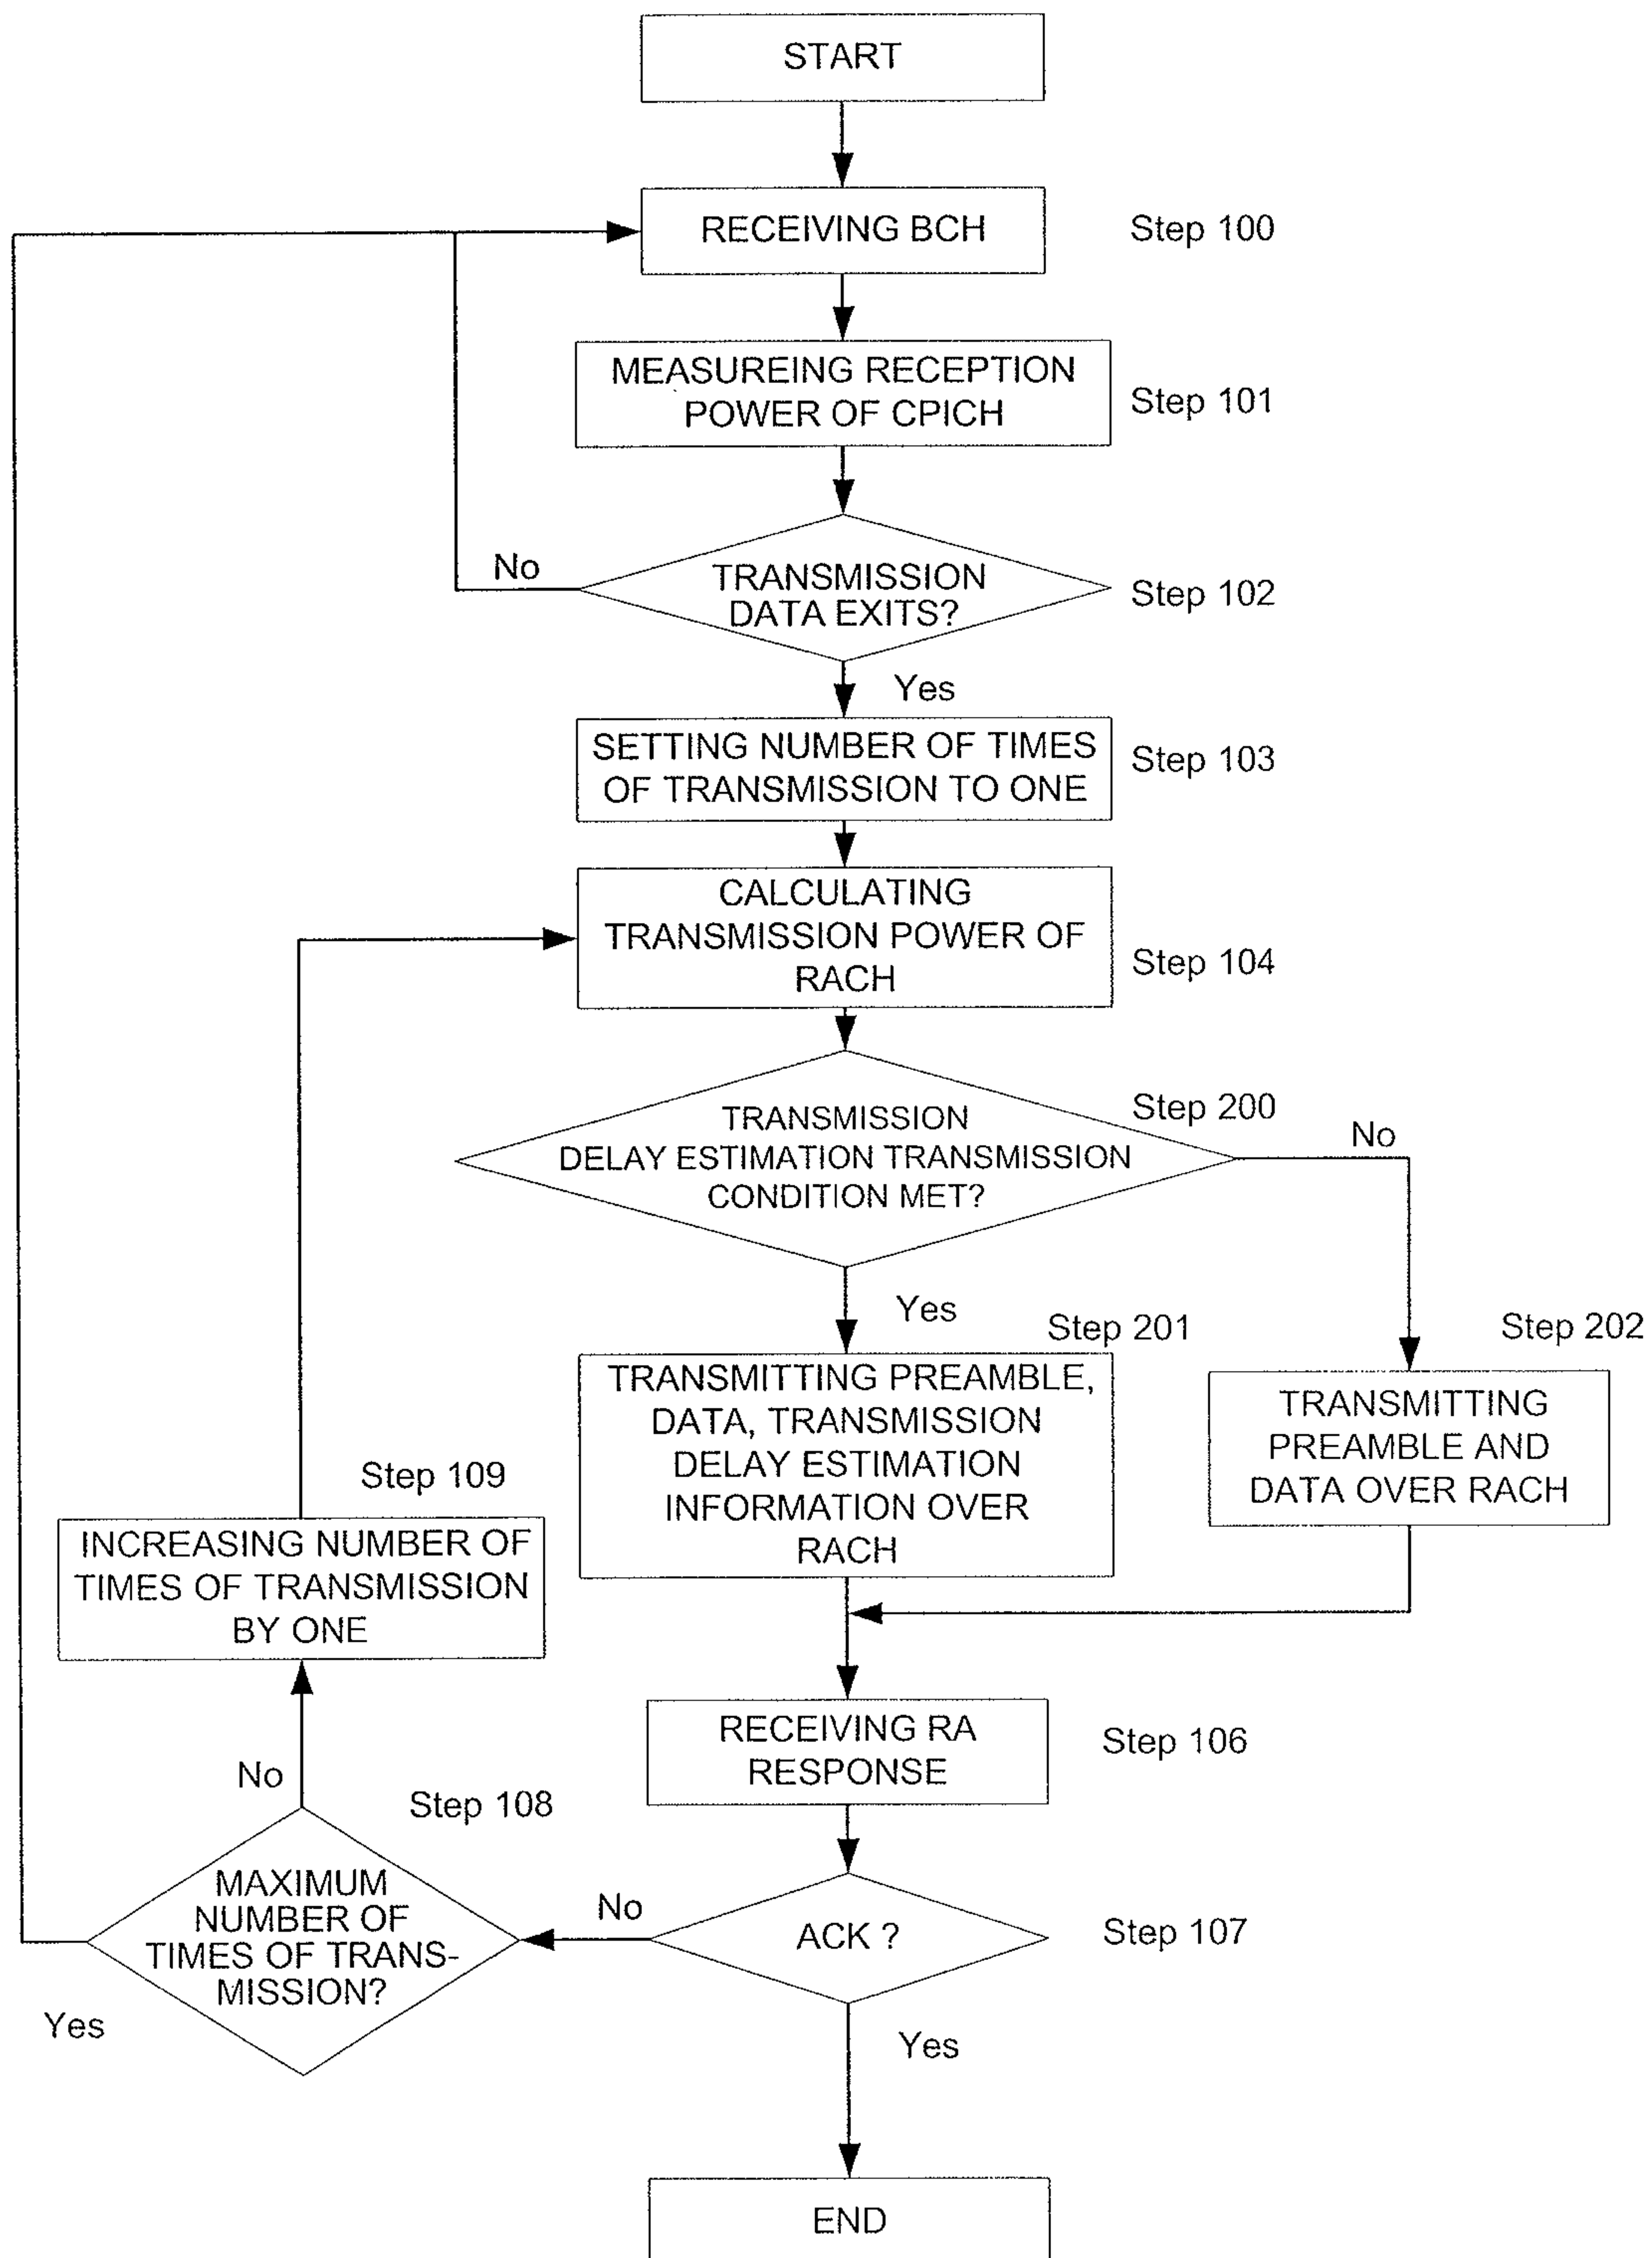 START
RECEIVING BCH
Step 100
MEASUREING RECEPTION
POWER OF CPICH
Step 101
No
TRANSMISSION
DATA EXITS?
Step 102
Yes
SETTING NUMBER OF TIMES
OF TRANSMISSION TO ONE
Step 103
CALCULATING
TRANSMISSION POWER OF
RACH
Step 104
TRANSMISSION
DELAY ESTIMATION TRANSMISSION
CONDITION MET?
Step 200
No
Yes
Step 201
TRANSMITTING PREAMBLE,
DATA, TRANSMISSION
DELAY ESTIMATION
INFORMATION OVER
RACH
Step 202
TRANSMITTING
PREAMBLE AND
DATA OVER RACH
Step 109
INCREASING NUMBER OF
TIMES OF TRANSMISSION
BY ONE
RECEIVING RA
RESPONSE
Step 106
No
Step 108
MAXIMUM
NUMBER OF
TIMES OF TRANS-
MISSION?
Yes
No
ACK ?
Step 107
Yes
END